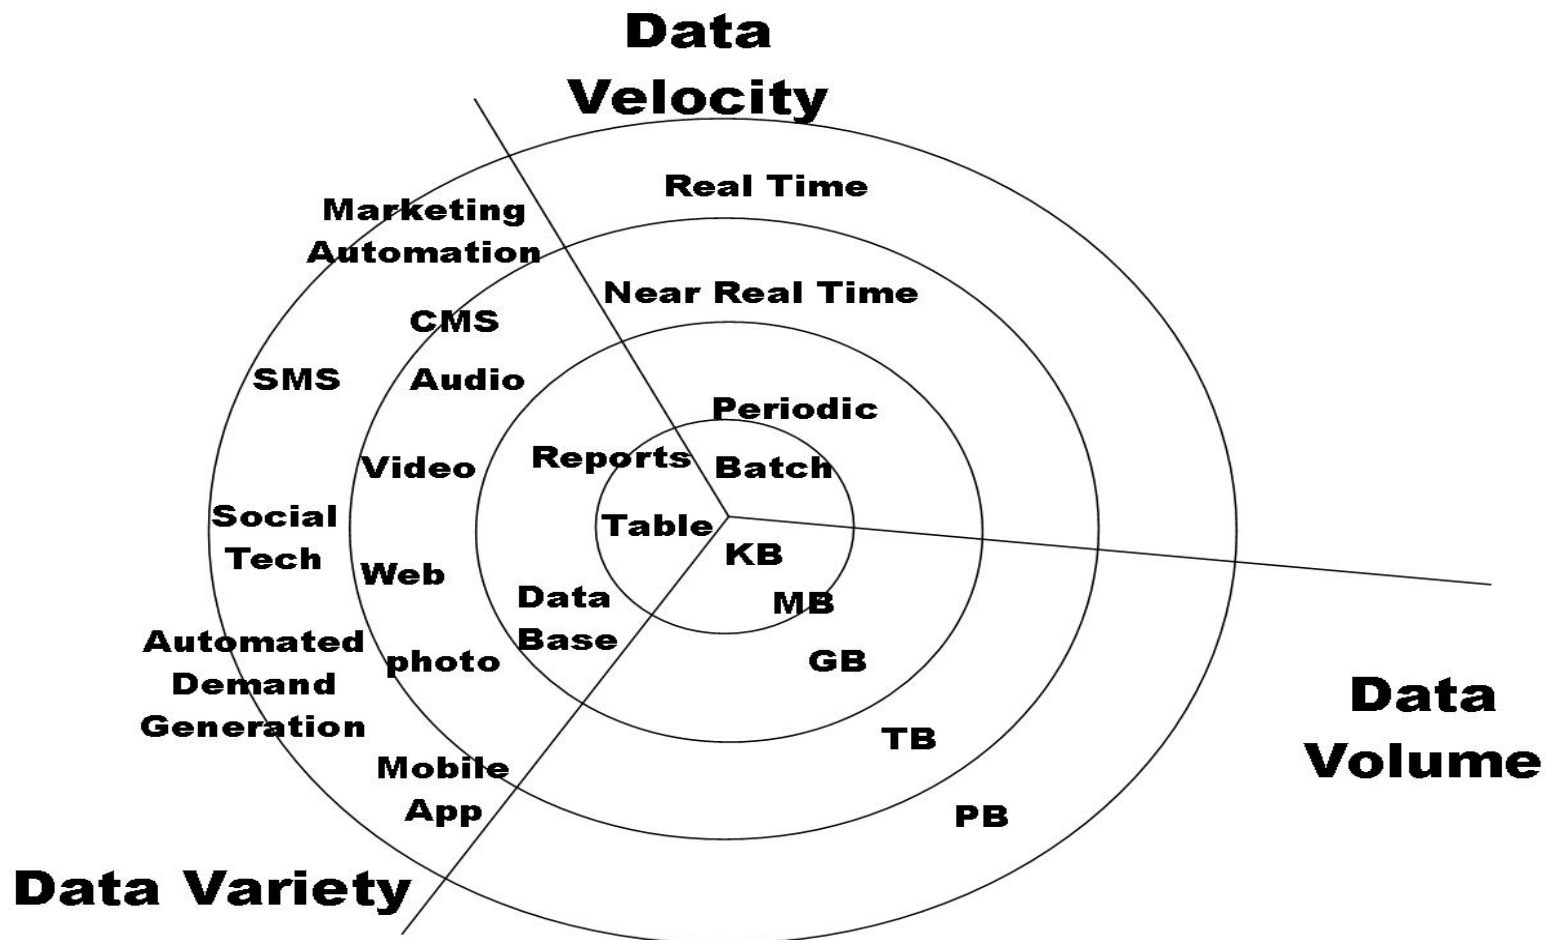 Data
Velocity
Real Time
Marketing
Automation
Near Real Time
CMS
SMS
Audio
Periodic
Reports
Batch
Video
Social
Tech
Table
KB
Web
Data
Base
MB
Automated
Demand
Generation
photo
GB
Data
Volume
TB
Mobile
App
PB
Data Variety